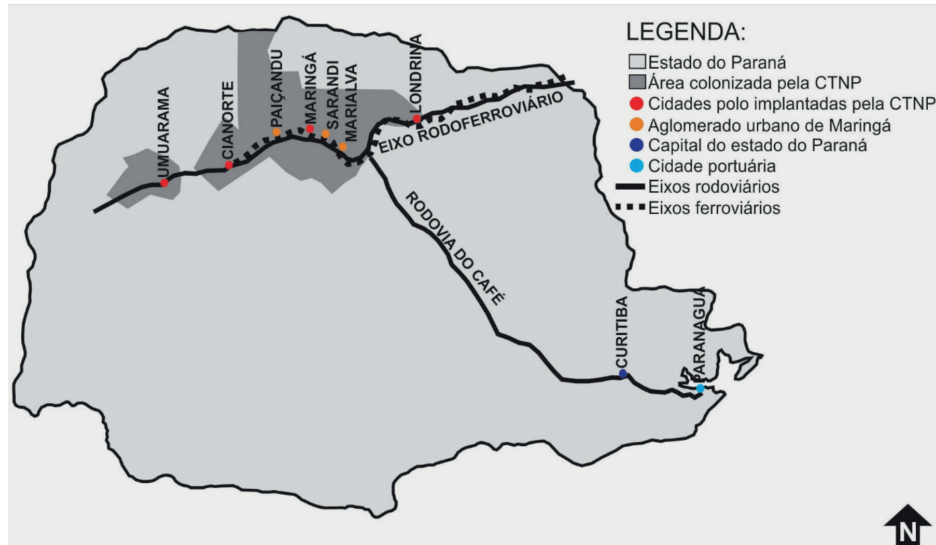 LEGENDA:
Estado do Paraná
Área colonizada pela CTNP
Cidades polo implantadas pela CTNP
Aglomerado urbano de Maringá
Capital do estado do Paraná
Cidade portuária
Eixos rodoviários
Eixos ferroviários
UMUARAMA
CIANORTE
PAIÇANDU
MARINGÁ
SARANDI
MARIALVA
LONDRINA
EIXO RODOFERROVIÁRIO
RODOVIA DO CAFÉ
CURITIBA
PARANAGUÁ
N